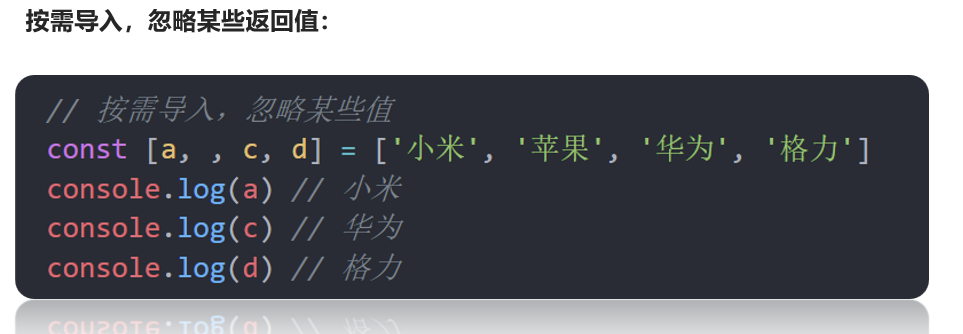 按需导入，忽略某些返回值：
// 按需导入，忽略某些值
const [a, , c, d] = ['小米', '苹果', '华为', '格力']
console.log(a) // 小米
console.log(c) // 华为
console.log(d) // 格力